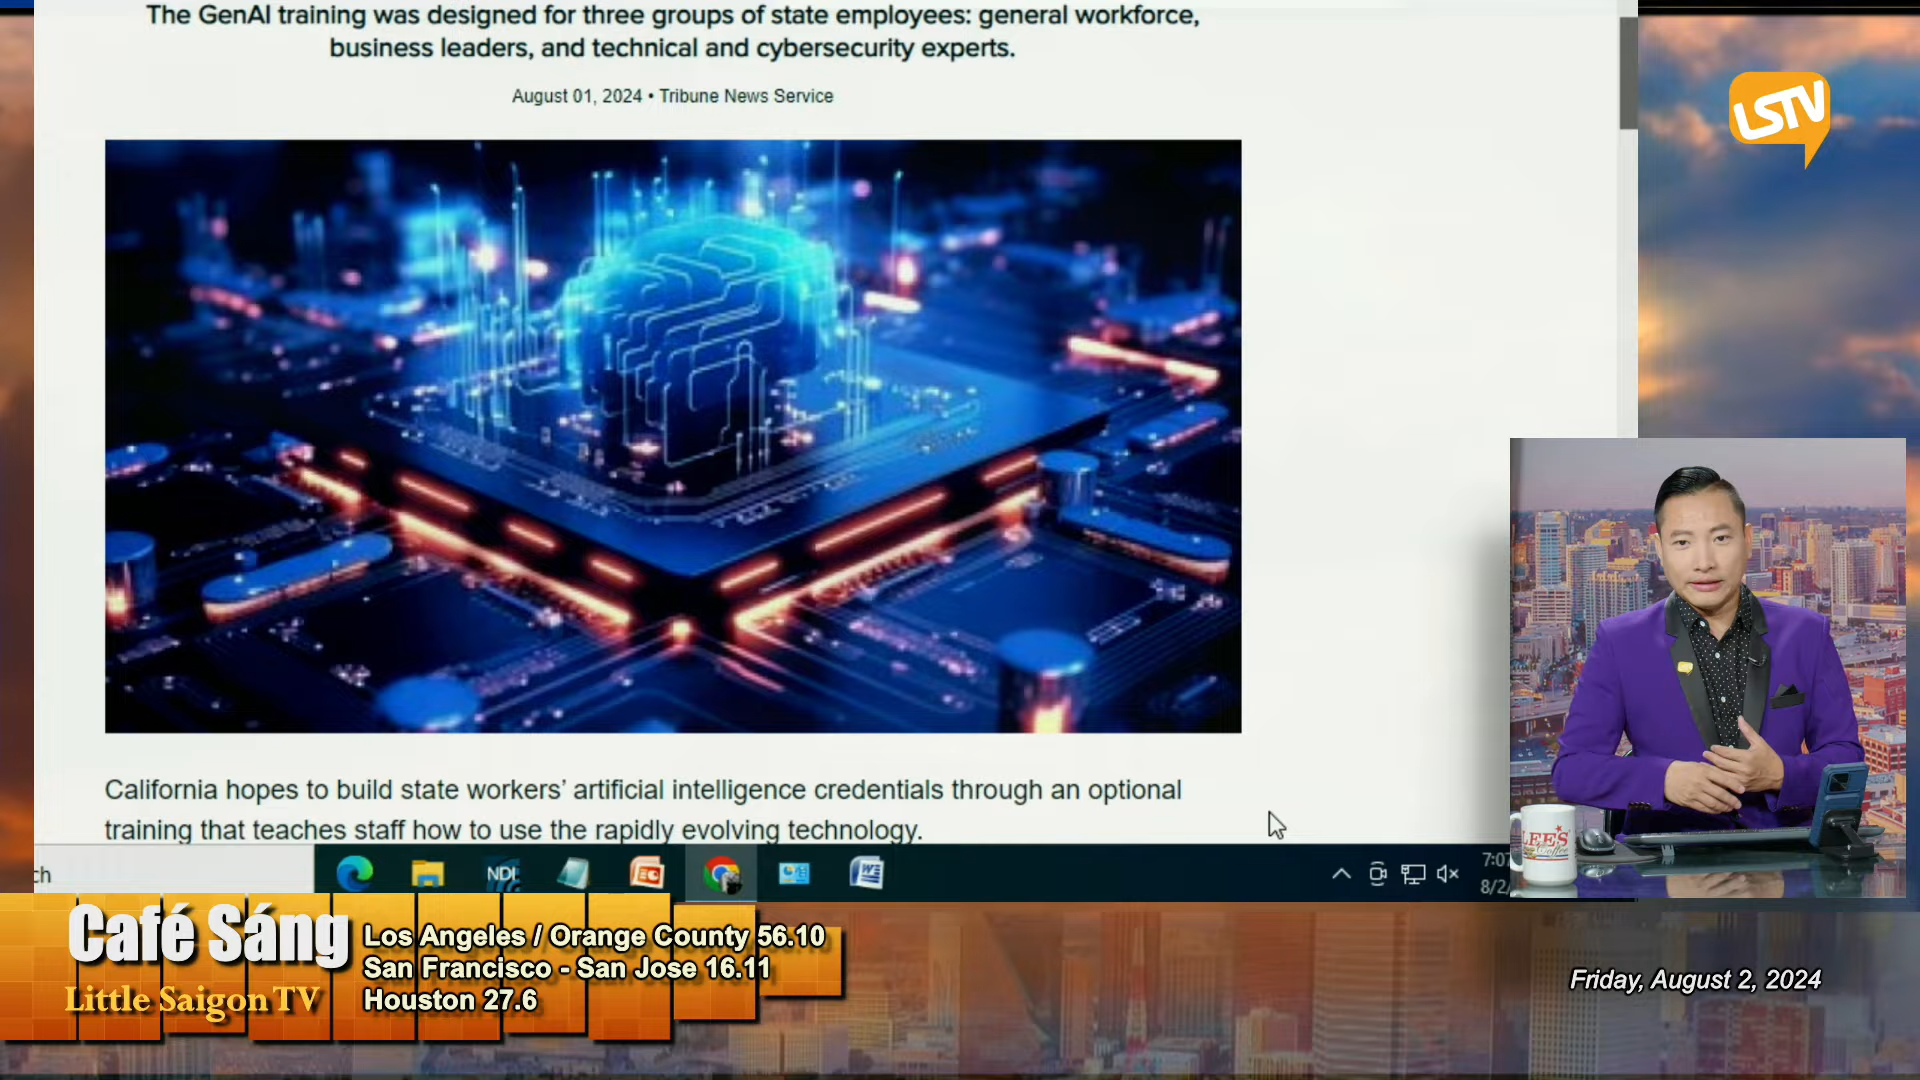 The GenAI training was designed for three groups of state employees: general workforce,
business leaders, and technical and cybersecurity experts.
August 01, 2024 • Tribune News Service
LSTV
California hopes to build state workers’ artificial intelligence credentials through an optional
training that teaches staff how to use the rapidly evolving technology.
LEE'S
Coffee
ch
NDI
7:07
8/2/
Café Sáng
Little Saigon TV
Los Angeles / Orange County 56.10
San Francisco - San Jose 16.11
Houston 27.6
Friday, August 2, 2024